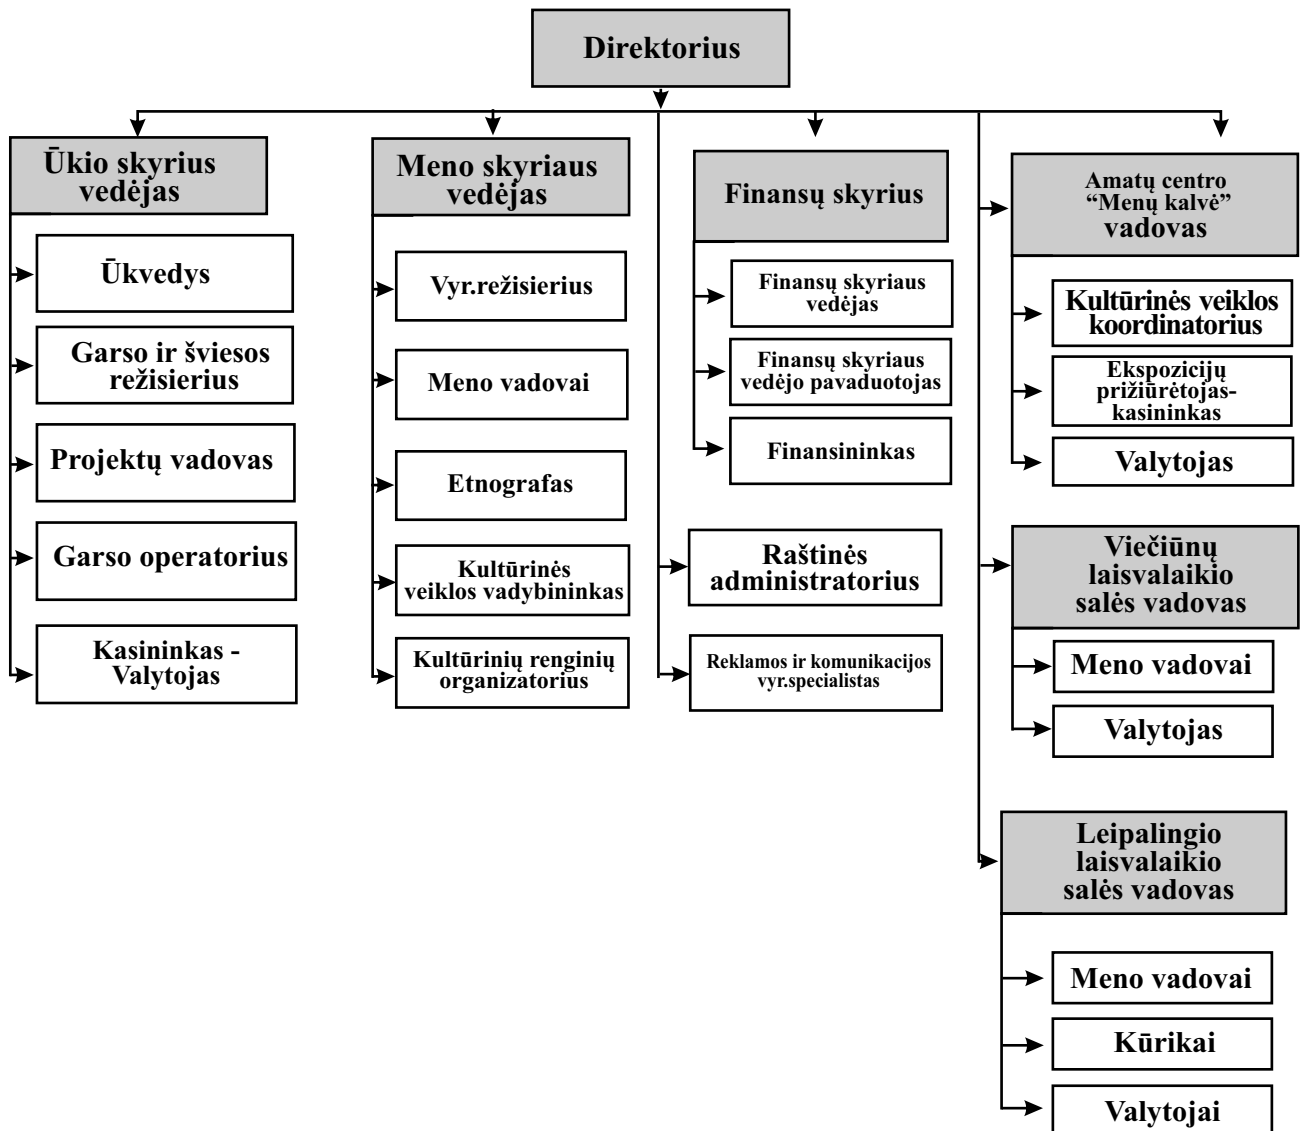 Direktorius
Ūkio skyrius
vedėjas
Ūkvedys
Garso ir šviesos
režisierius
Projektų vadovas
Garso operatorius
Kasininkas -
Valytojas
Meno skyriaus
vedėjas
Vyr.režisierius
Meno vadovai
Etnografas
Kultūrinės
veiklos vadybininkas
Kultūrinių renginių
organizatorius
Finansų skyrius
Finansų skyriaus
vedėjas
Finansų skyriaus
vedėjo pavaduotojas
Finansininkas
Raštinės
administratorius
Reklamos ir komunikacijos
vyr.specialistas
Amatų centro
“Menų kalvė”
vadovas
Kultūrinės veiklos
koordinatorius
Ekspozicijų
prižiūrėtojas-
kasininkas
Valytojas
Viečiūnų
laisvalaikio
salės vadovas
Meno vadovai
Valytojas
Leipalingio
laisvalaikio
salės vadovas
Meno vadovai
Kūrikai
Valytojai